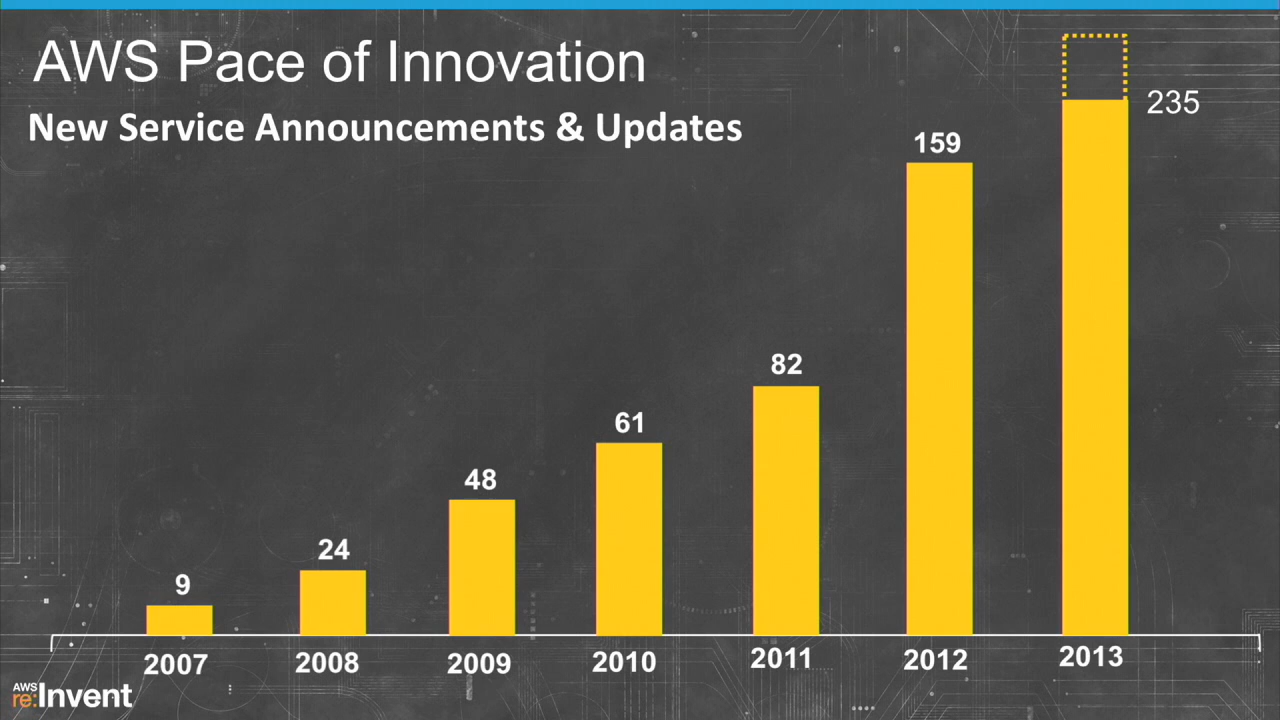 AWS Pace of Innovation
New Service Announcements & Updates
235
159
82
61
48
24
9
2007 2008 2009 2010 2011 2012 2013
AWS
re:Invent